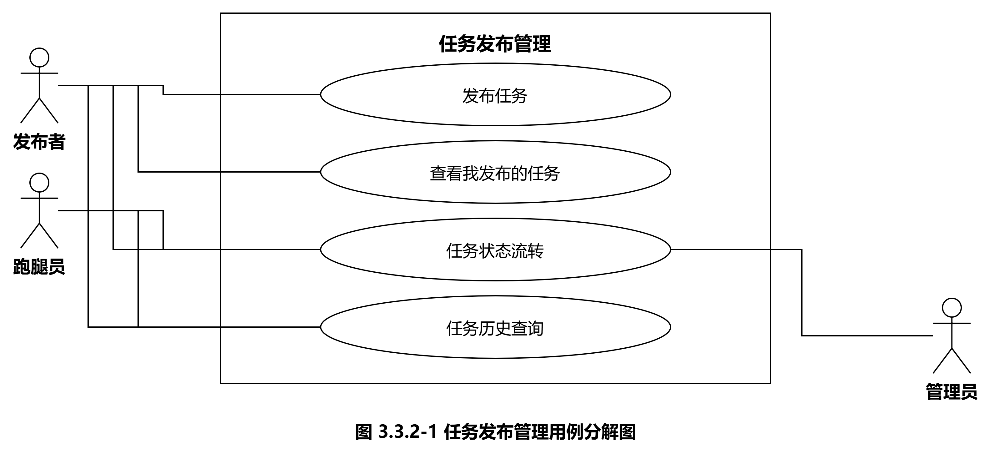 任务发布管理
发布任务
发布者
查看我发布的任务
任务状态流转
跑腿员
任务历史查询
管理员
图 3.3.2-1 任务发布管理用例分解图